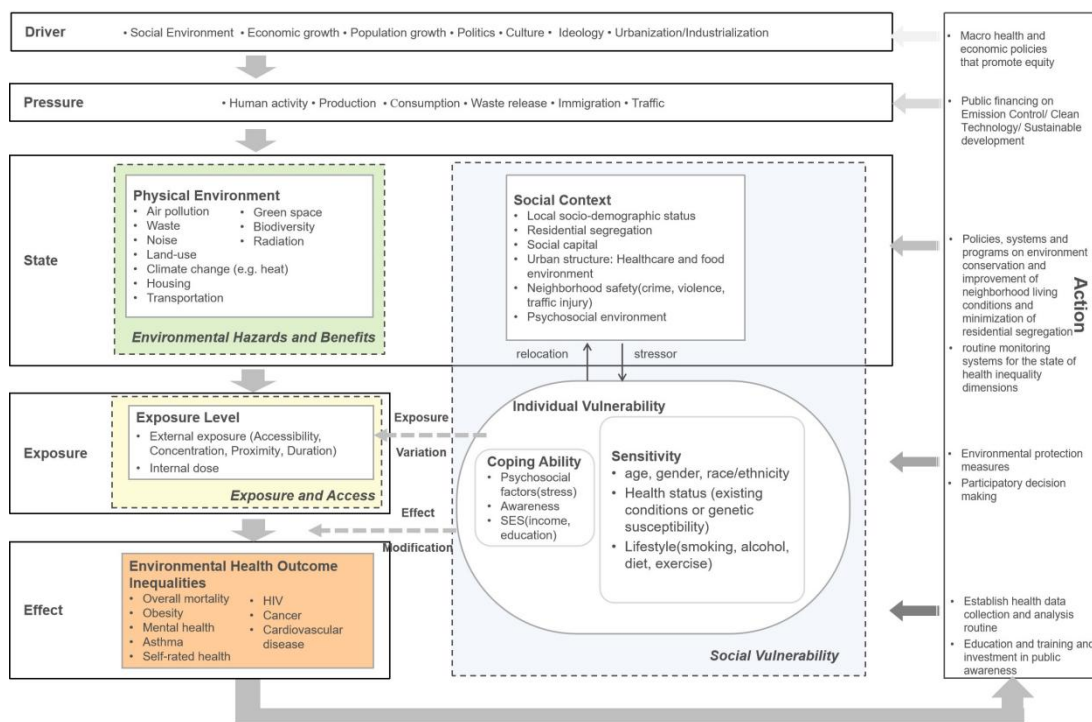 Driver
• Social Environment • Economic growth • Population growth • Politics • Culture • Ideology • Urbanization/Industrialization
Pressure
• Human activity • Production • Consumption • Waste release • Immigration • Traffic
State
Physical Environment
• Air pollution
• Waste
• Noise
• Land-use
• Climate change (e.g. heat)
• Housing
• Transportation
• Green space
• Biodiversity
• Radiation
Environmental Hazards and Benefits
Social Context
• Local socio-demographic status
• Residential segregation
• Social capital
• Urban structure: Healthcare and food
environment
• Neighborhood safety(crime, violence,
traffic injury)
• Psychosocial environment
relocation
stressor
Exposure
Exposure Level
• External exposure (Accessibility,
Concentration, Proximity, Duration)
• Internal dose
Exposure and Access
Exposure
Variation
Effect
Modification
Individual Vulnerability
Coping Ability
• Psychosocial
factors(stress)
• Awareness
• SES(income,
education)
Sensitivity
• age, gender, race/ethnicity
• Health status (existing
conditions or genetic
susceptibility)
• Lifestyle(smoking, alcohol,
diet, exercise)
Social Vulnerability
Effect
Environmental Health Outcome
Inequalities
• Overall mortality
• Obesity
• Mental health
• Asthma
• Self-rated health
• HIV
• Cancer
• Cardiovascular
disease
Action
• Macro health and
economic policies
that promote equity
• Public financing on
Emission Control/ Clean
Technology/ Sustainable
development
• Policies, systems and
programs on environment
conservation and
improvement of
neighborhood living
conditions and
minimization of
residential segregation
• routine monitoring
systems for the state of
health inequality
dimensions
• Environmental protection
measures
• Participatory decision
making
• Establish health data
collection and analysis
routine
• Education and training and
investment in public
awareness